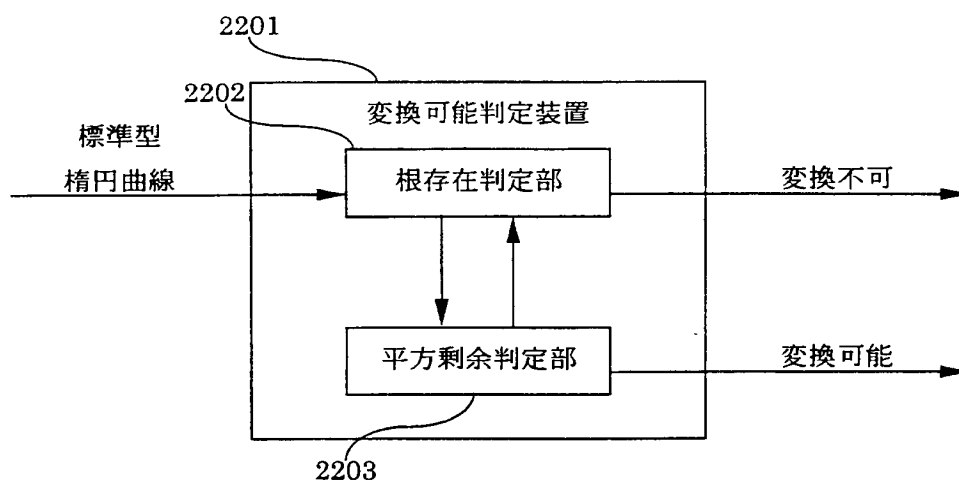 2201
2202
変換可能判定装置
標準型
楕円曲線
根存在判定部
変換不可
平方剰余判定部
変換可能
2203